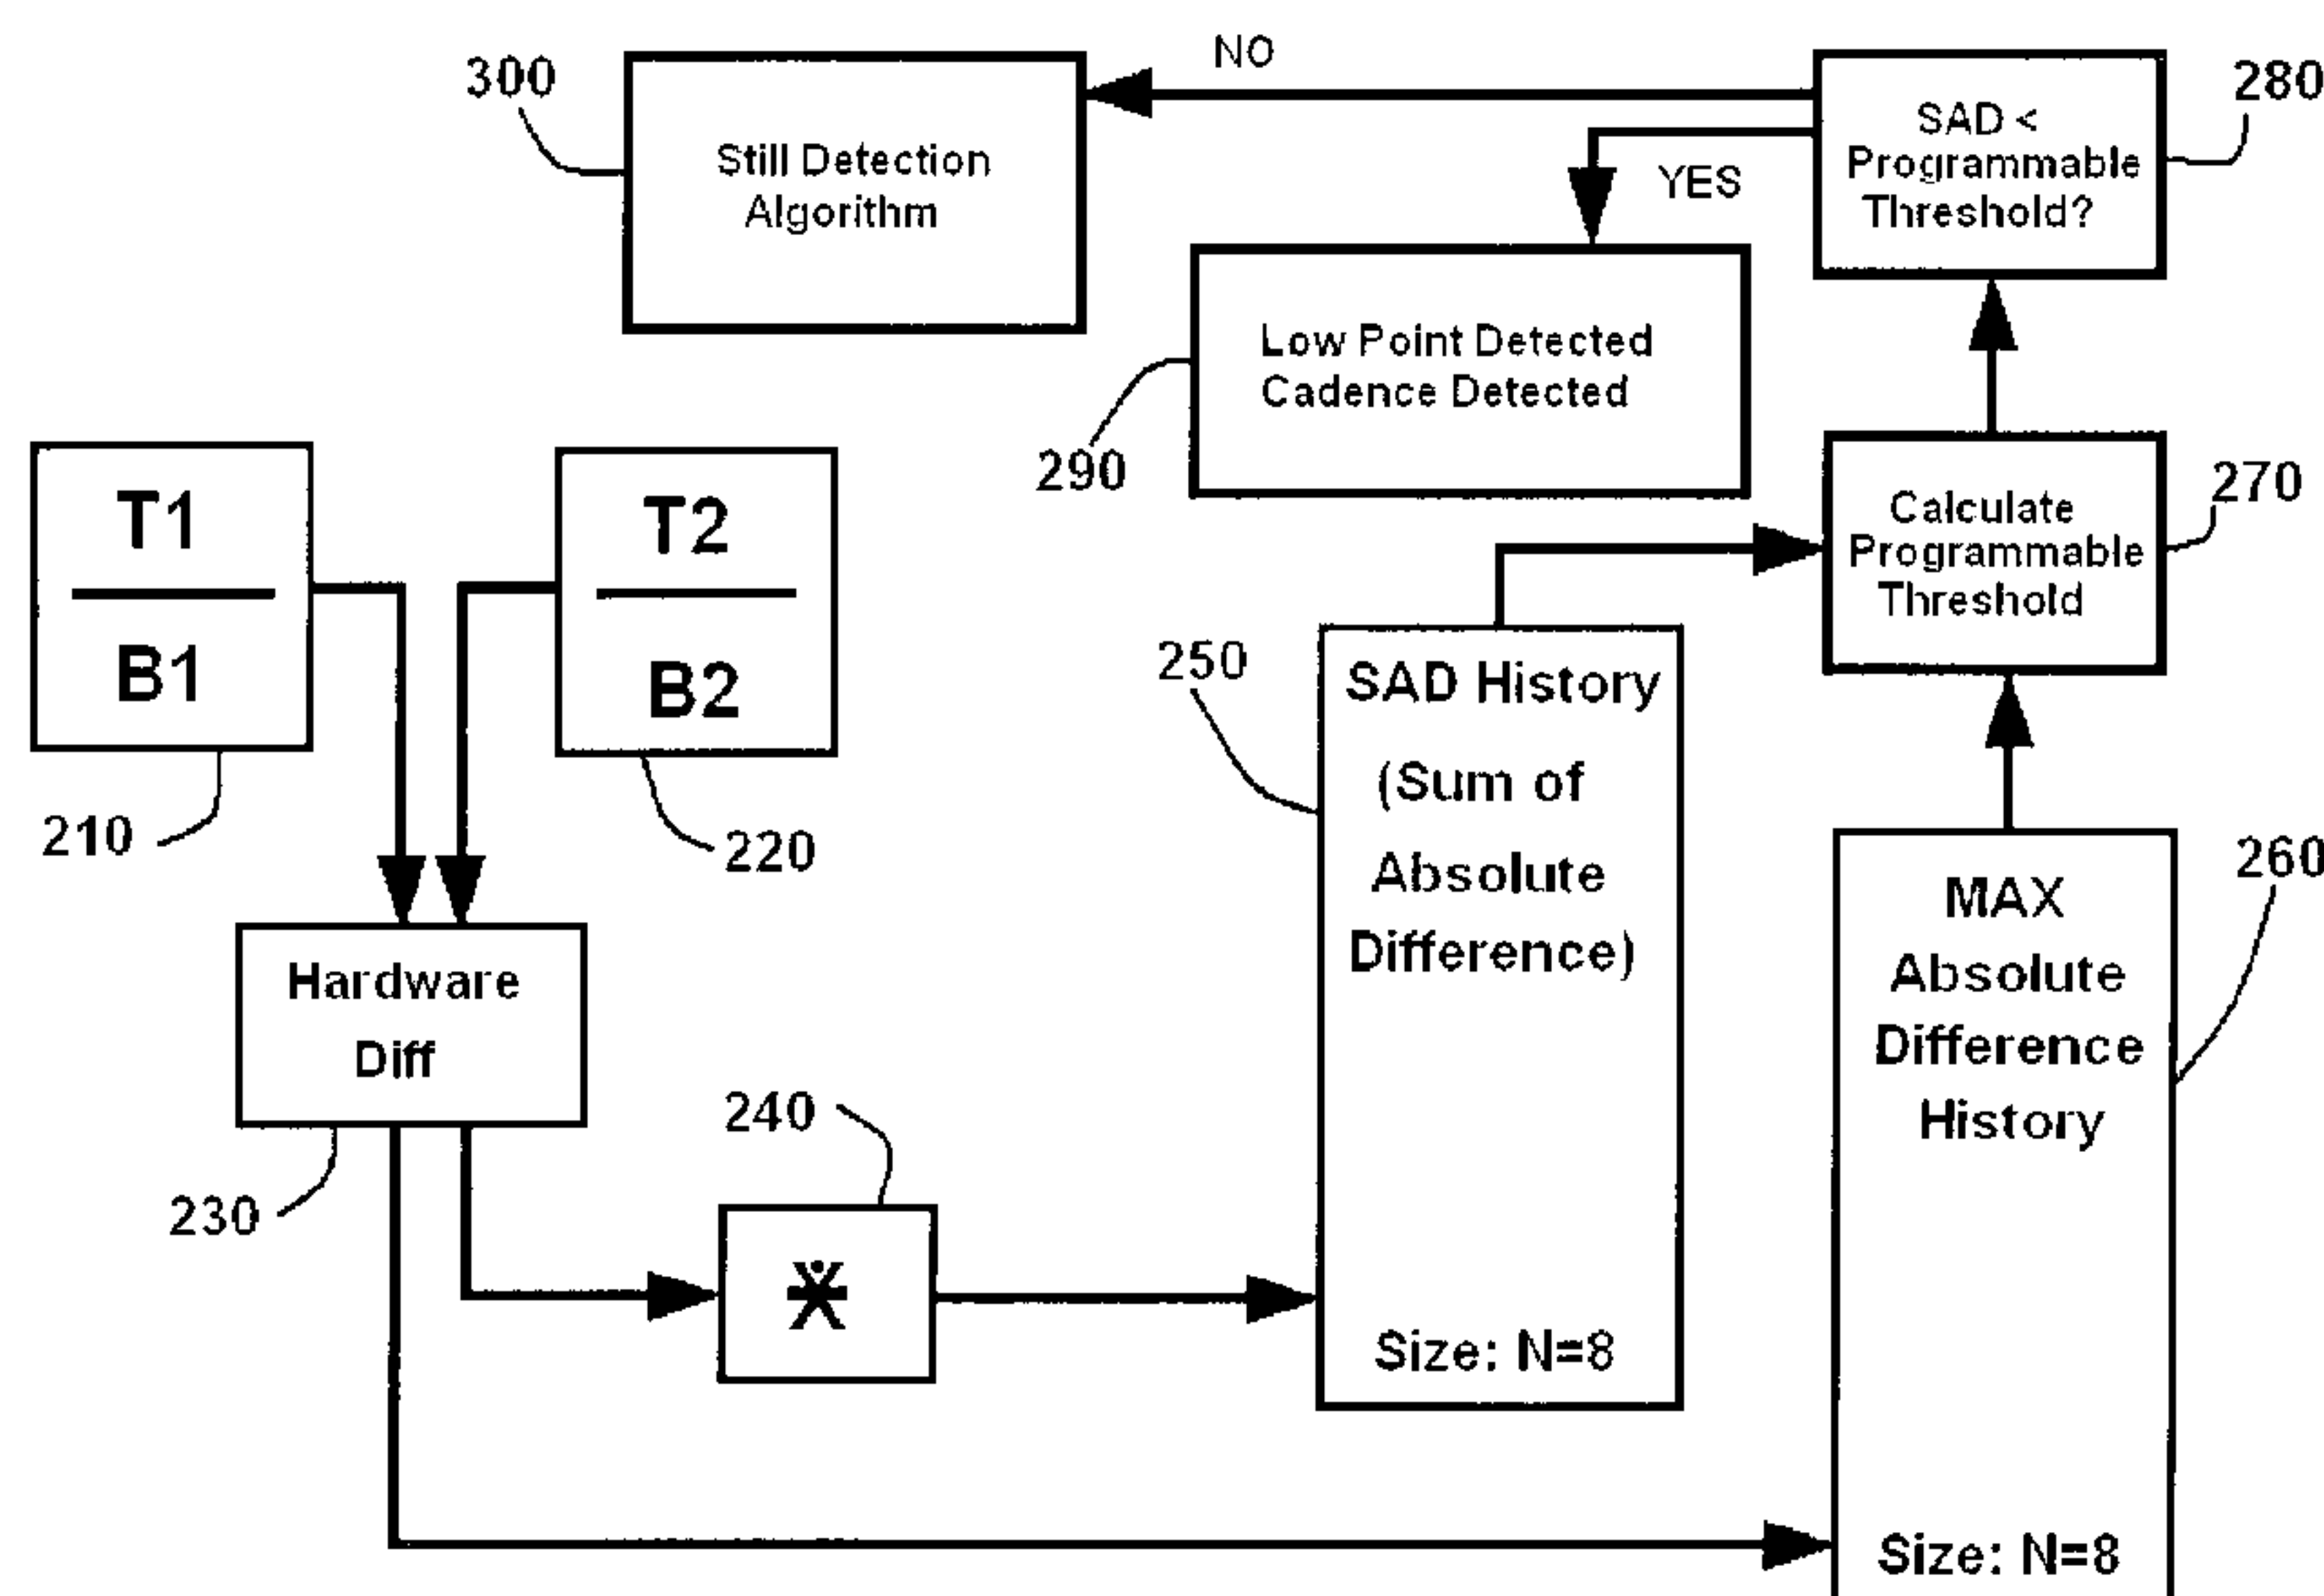 300
Still Detection
Algorithm
NO
YES
SAD <
Programmable
Threshold?
280
Low Point Detected
Cadence Detected
290
T1
B1
210
T2
B2
220
Calculate
Programmable
Threshold
270
250
SAD History
(Sum of
Absolute
Difference)
Size: N=8
MAX
Absolute
Difference
History
Size: N=8
260
Hardware
Diff
230
240